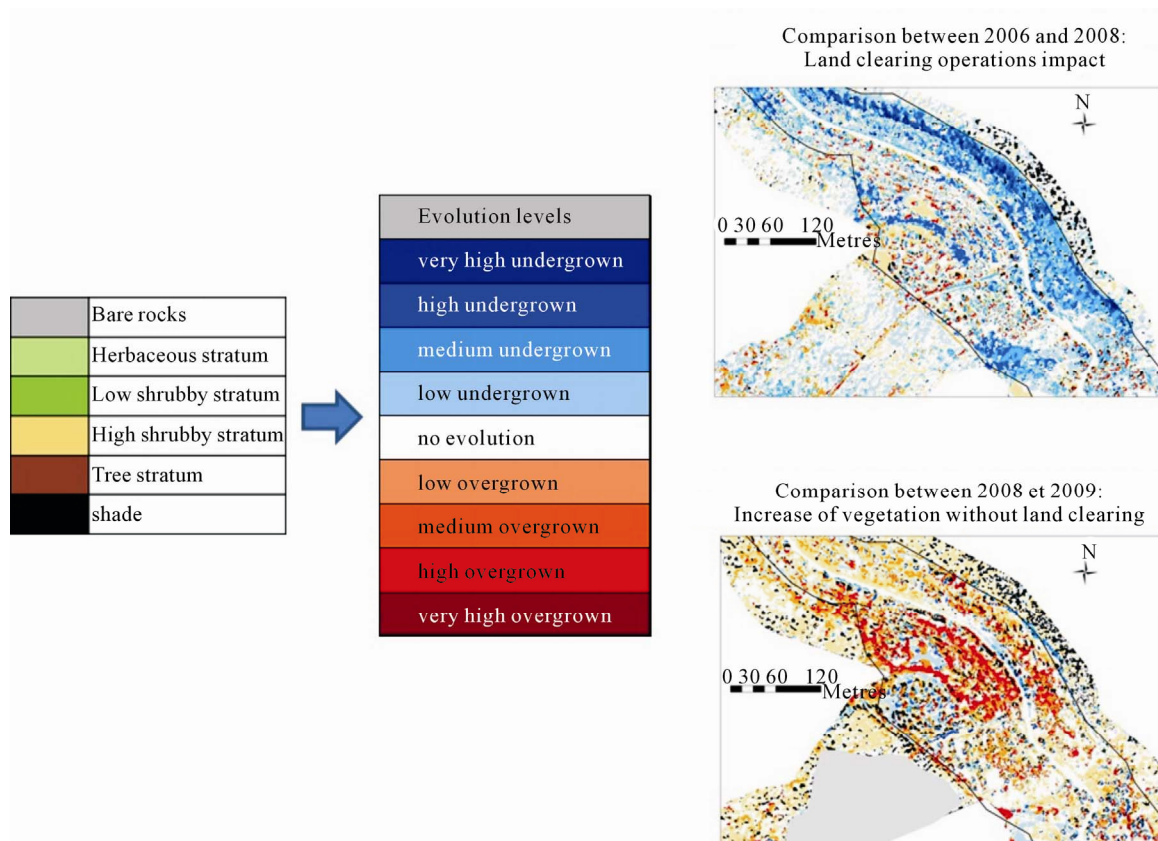 Bare rocks
Herbaceous stratum
Low shrubby stratum
High shrubby stratum
Tree stratum
shade
Evolution levels
very high undergrown
high undergrown
medium undergrown
low undergrown
no evolution
low overgrown
medium overgrown
high overgrown
very high overgrown
Comparison between 2006 and 2008:
Land clearing operations impact
N
0 30 60 120
Metres
Comparison between 2008 et 2009:
Increase of vegetation without land clearing
N
0 30 60 120
Metres